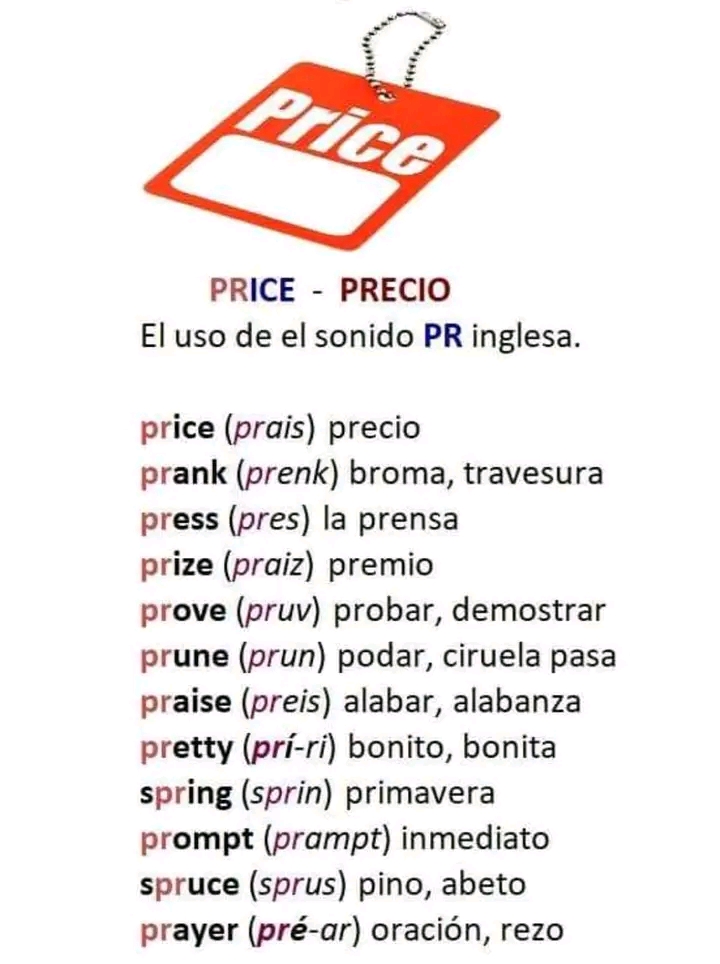 Price
PRICE - PRECIO
El uso de el sonido PR inglesa.
price (prais) precio
prank (prenk) broma, travesura
press (pres) la prensa
prize (praiz) premio
prove (pruv) probar, demostrar
prune (prun) podar, ciruela pasa
praise (preis) alabar, alabanza
pretty (prí-ri) bonito, bonita
spring (sprin) primavera
prompt (prampt) inmediato
spruce (sprus) pino, abeto
prayer (pré-ar) oración, rezo